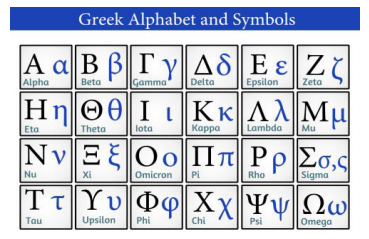 Greek Alphabet and Symbols
Α α Β β Γ γ Δ δ Ε ε Ζ ζ
Alpha Beta Gamma Delta Epsilon Zeta
Η η Θ θ Ι ι Κ κ Λ λ Μ μ
Eta Theta Iota Kappa Lambda Mu
Ν ν Ξ ξ Ο ο Π π Ρ ρ Σ σ,ς
Nu Xi Omicron Pi Rho Sigma
Τ τ Υ υ Φ φ Χ χ Ψ ψ Ω ω
Tau Upsilon Phi Chi Psi Omega